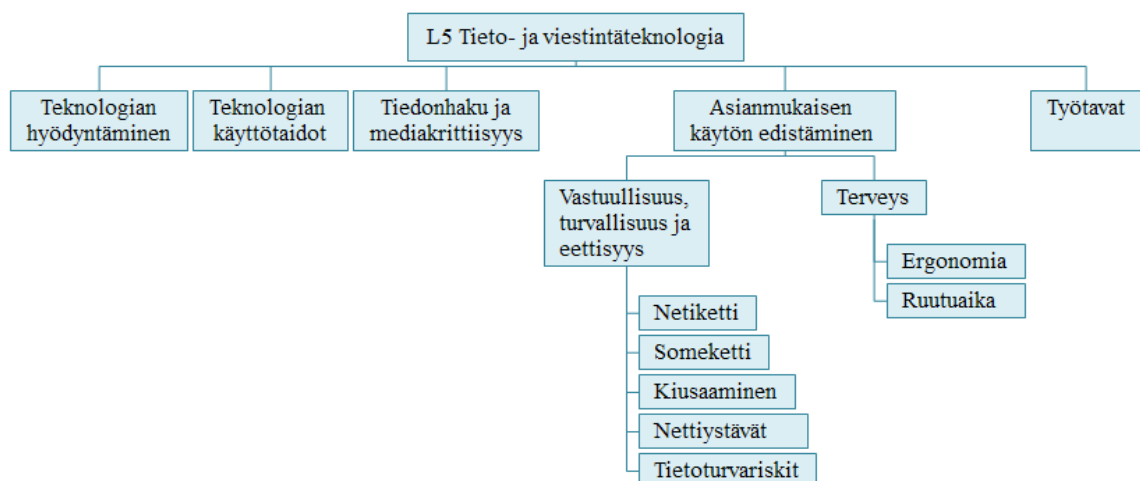 L5 Tieto- ja viestintäteknologia
Teknologian
hyödyntäminen
Teknologian
käyttötaidot
Tiedonhaku ja
mediakriittisyys
Asianmukaisen
käytön edistäminen
Työtavat
Vastuullisuus,
turvallisuus ja
eettisyys
Terveys
Ergonomia
Ruutuaika
Netiketti
Someketti
Kiusaaminen
Nettiystävät
Tietoturvariskit